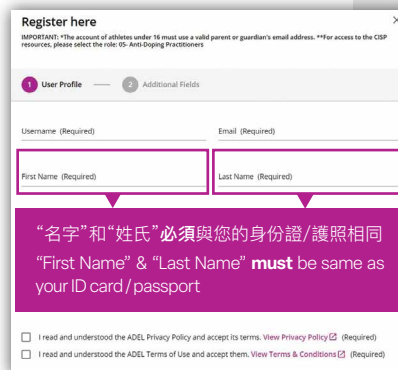 Register here
IMPORTANT: *The account of athletes under 16 must use a valid parent or guardian's email address. **For access to the CISP
resources, please select the role: 05- Anti-Doping Practitioners
1 User Profile 2 Additional Fields
Username (Required) Email (Required)
First Name (Required) Last Name (Required)
“名字”和“姓氏”必須與您的身份證/護照相同
“First Name” & “Last Name” must be same as
your ID card/passport
I read and understood the ADEL Privacy Policy and accept its terms. View Privacy Policy (Required)
I read and understood the ADEL Terms of Use and accept them. View Terms & Conditions (Required)